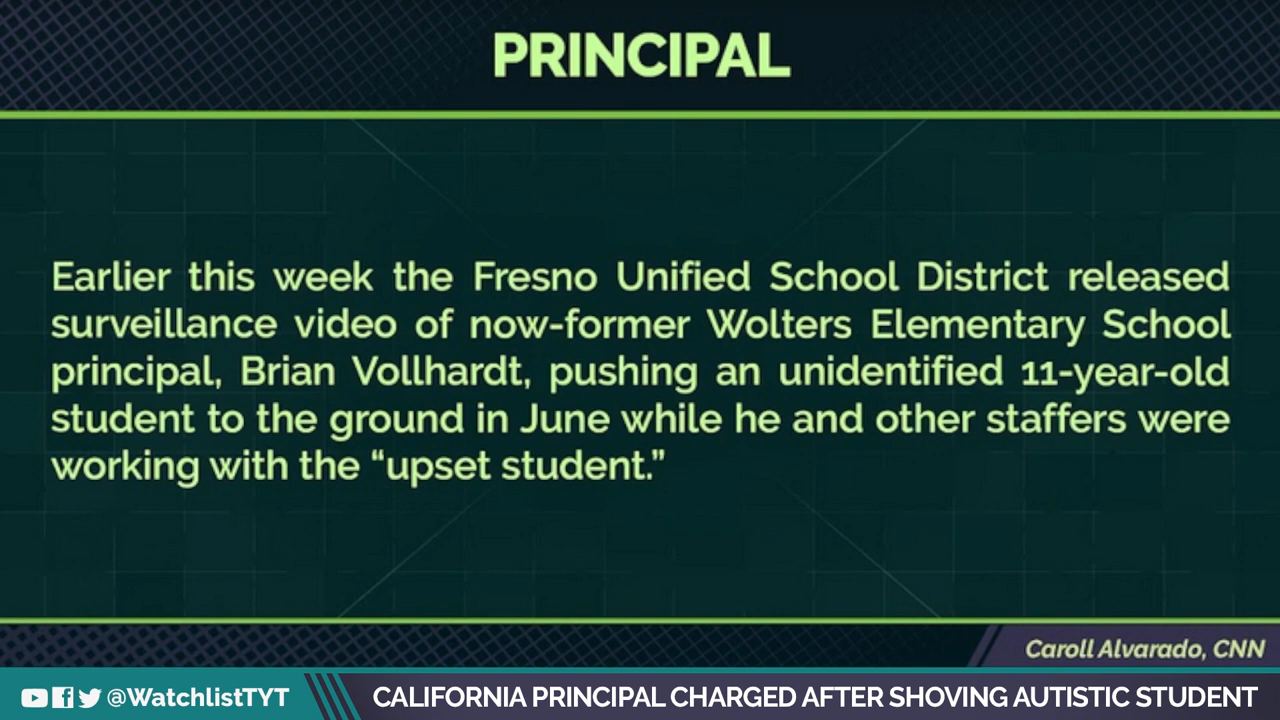 PRINCIPAL
Earlier this week the Fresno Unified School District released
surveillance video of now-former Wolters Elementary School
principal, Brian Vollhardt, pushing an unidentified 11-year-old
student to the ground in June while he and other staffers were
working with the “upset student.”
Caroll Alvarado, CNN
@WatchlistTYT
CALIFORNIA PRINCIPAL CHARGED AFTER SHOVING AUTISTIC STUDENT